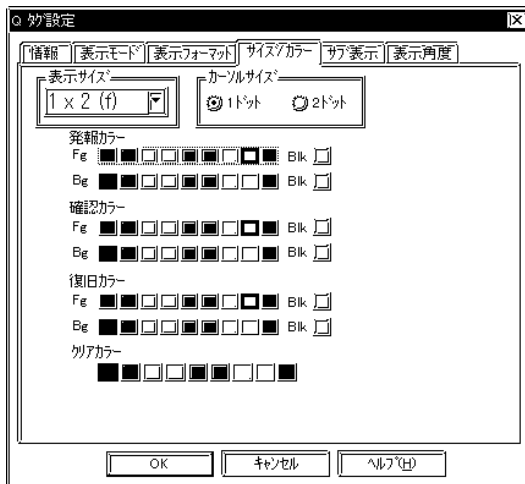 Q ﾀｸﾞ設定
情報 表示ﾓｰﾄﾞ 表示ﾌｫｰﾏｯﾄ ｻｲｽﾞ/ｶﾗｰ ｻﾌﾞ表示 表示角度
表示ｻｲｽﾞ ｶｰｿﾙｻｲｽﾞ
1 x 2 (f) 1ﾄﾞｯﾄ 2ﾄﾞｯﾄ
発報ｶﾗｰ
Fg Blk
Bg Blk
確認ｶﾗｰ
Fg Blk
Bg Blk
復旧ｶﾗｰ
Fg Blk
Bg Blk
ｸﾘｱｶﾗｰ
OK ｷｬﾝｾﾙ ﾍﾙﾌﾟ(H)